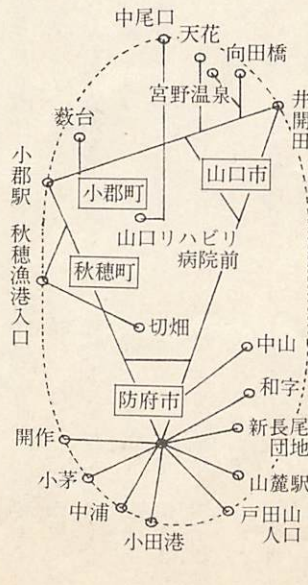 中尾口
天花
向田橋
宮野温泉
井開田
藪台
小郡駅
小郡町
山口市
山口リハビリ
病院前
秋穂漁港入口
秋穂町
切畑
中山
防府市
和字
新長尾
団地
開作
山麓駅
小茅
中浦
戸田山
入口
小田港